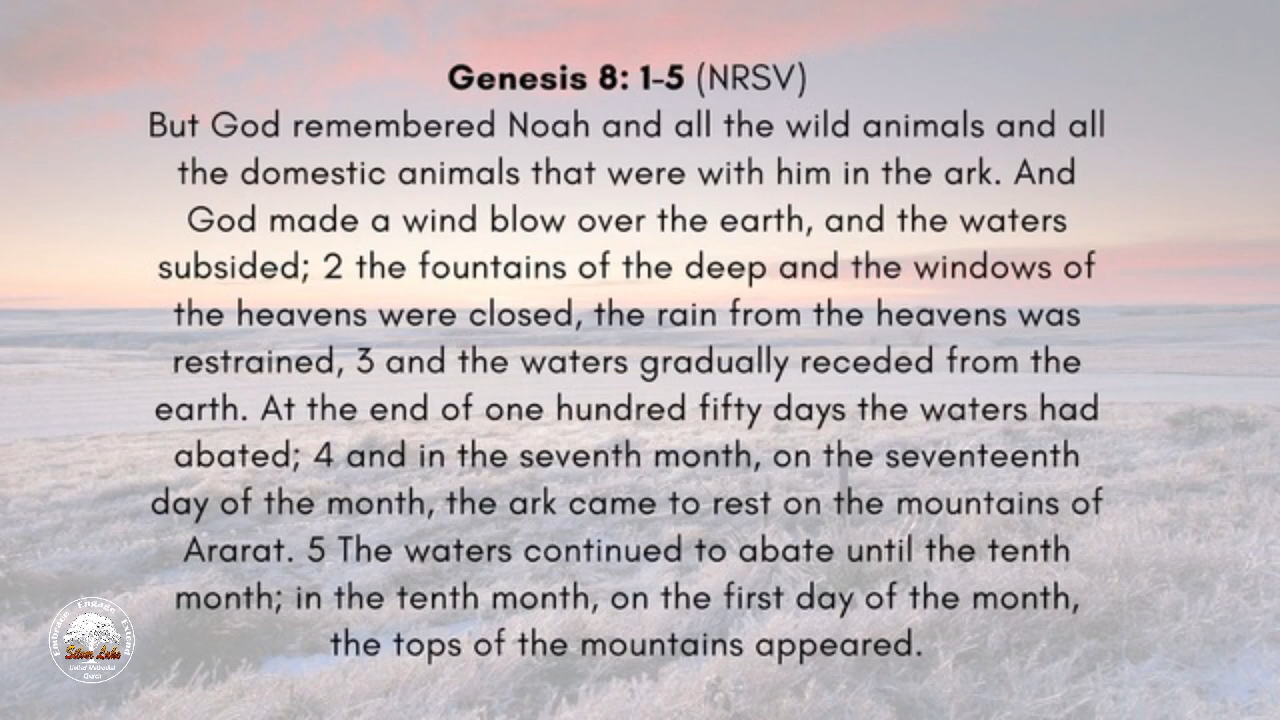 Genesis 8: 1-5 (NRSV)
But God remembered Noah and all the wild animals and all
the domestic animals that were with him in the ark. And
God made a wind blow over the earth, and the waters
subsided; 2 the fountains of the deep and the windows of
the heavens were closed, the rain from the heavens was
restrained, 3 and the waters gradually receded from the
earth. At the end of one hundred fifty days the waters had
abated; 4 and in the seventh month, on the seventeenth
day of the month, the ark came to rest on the mountains of
Ararat. 5 The waters continued to abate until the tenth
month; in the tenth month, on the first day of the month,
the tops of the mountains appeared.
Embrace Engage Extend
Silver Lake
United Methodist
Church